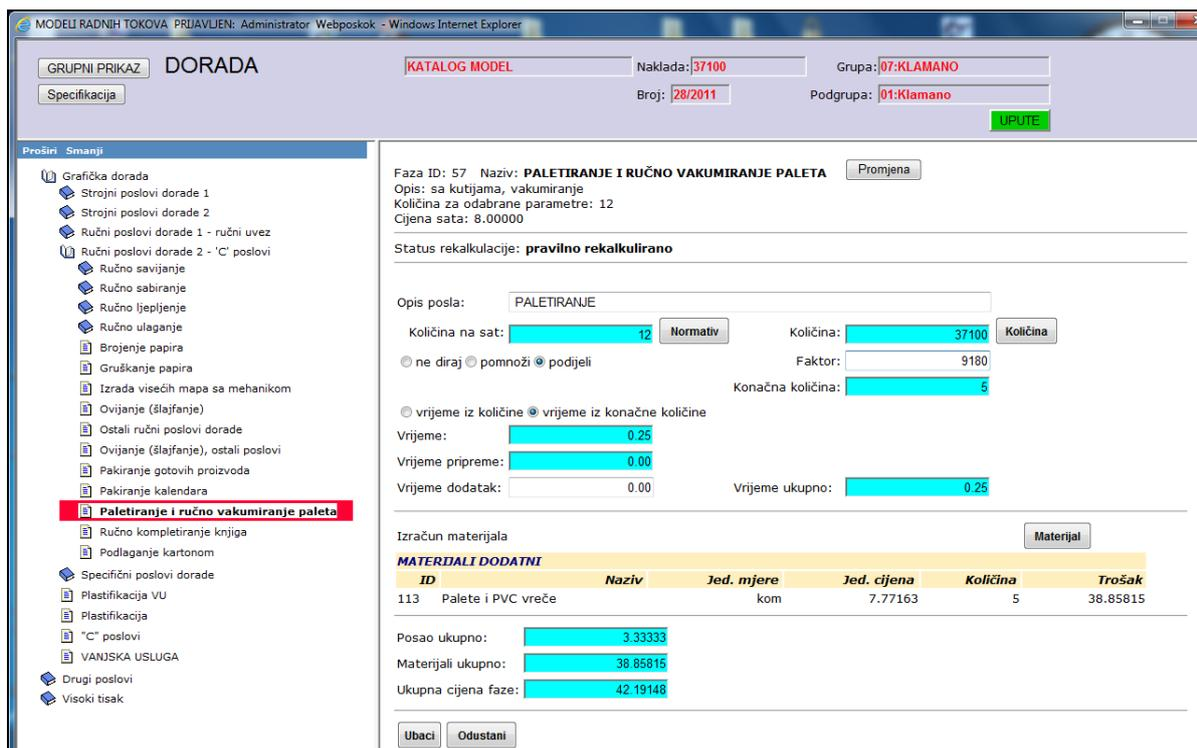 MODELI RADNIH TOKOVA PRIJAVLJEN: Administrator Webposkok - Windows Internet Explorer
GRUPNI PRIKAZ DORADA KATALOG MODEL Naklada: 37100 Grupa: 07:KLAMANO
Specifikacija Broj: 28/2011 Podgrupa: 01:Klamano
UPUTE
Proširi Smanji
Grafička dorada
Strojni poslovi dorade 1
Strojni poslovi dorade 2
Ručni poslovi dorade 1 - ručni uvez
Ručni poslovi dorade 2 - 'C' poslovi
Ručno savijanje
Ručno sabiranje
Ručno ljepljenje
Ručno ulaganje
Brojenje papira
Gruškanje papira
Izrada visećih mapa sa mehanikom
Ovijanje (šlajfanje)
Ostali ručni poslovi dorade
Ovijanje (šlajfanje), ostali poslovi
Pakiranje gotovih proizvoda
Pakiranje kalendara
Paletiranje i ručno vakumiranje paleta
Ručno kompletiranje knjiga
Podlaganje kartonom
Specifični poslovi dorade
Plastifikacija VU
Plastifikacija
"C" poslovi
VANJSKA USLUGA
Drugi poslovi
Visoki tisak
Faza ID: 57 Naziv: PALETIRANJE I RUČNO VAKUMIRANJE PALETA Promjena
Opis: sa kutijama, vakumiranje
Količina za odabrane parametre: 12
Cijena sata: 8.00000
Status rekalkulacije: pravilno rekalkulirano
Opis posla: PALETIRANJE
Količina na sat: 12 Normativ Količina: 37100 Količina
ne diraj pomnoži podijeli Faktor: 9180
Konačna količina: 5
vrijeme iz količine vrijeme iz konačne količine
Vrijeme: 0.25
Vrijeme pripreme: 0.00
Vrijeme dodatak: 0.00 Vrijeme ukupno: 0.25
Izračun materijala Materijal
MATERIJALI DODATNI
ID Naziv Jed. mjere Jed. cijena Količina Trošak
113 Palete i PVC vreče kom 7.77163 5 38.85815
Posao ukupno: 3.33333
Materijali ukupno: 38.85815
Ukupna cijena faze: 42.19148
Ubaci Odustani